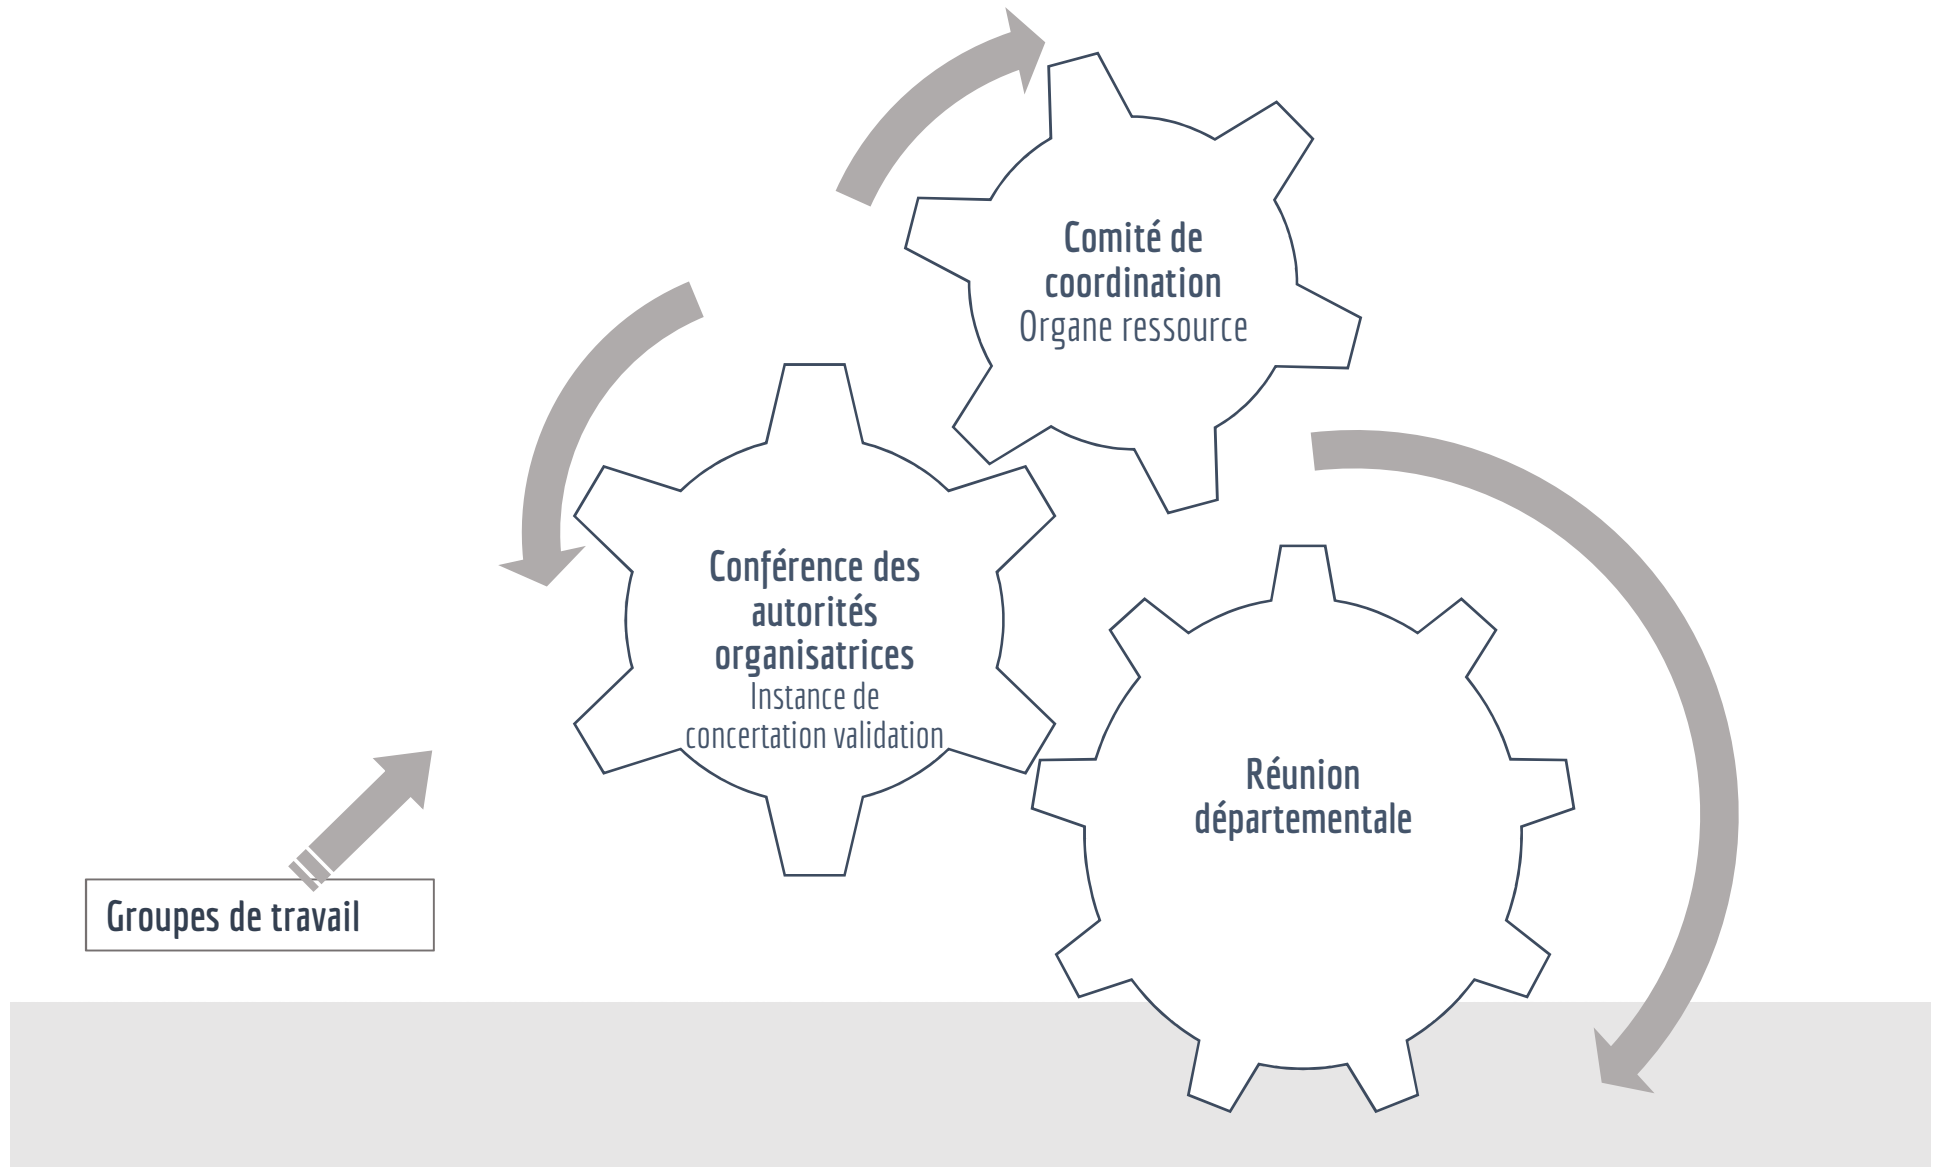 Comité de
coordination
Organe ressource
Conférence des
autorités
organisatrices
Instance de
concertation validation
Réunion
départementale
Groupes de travail